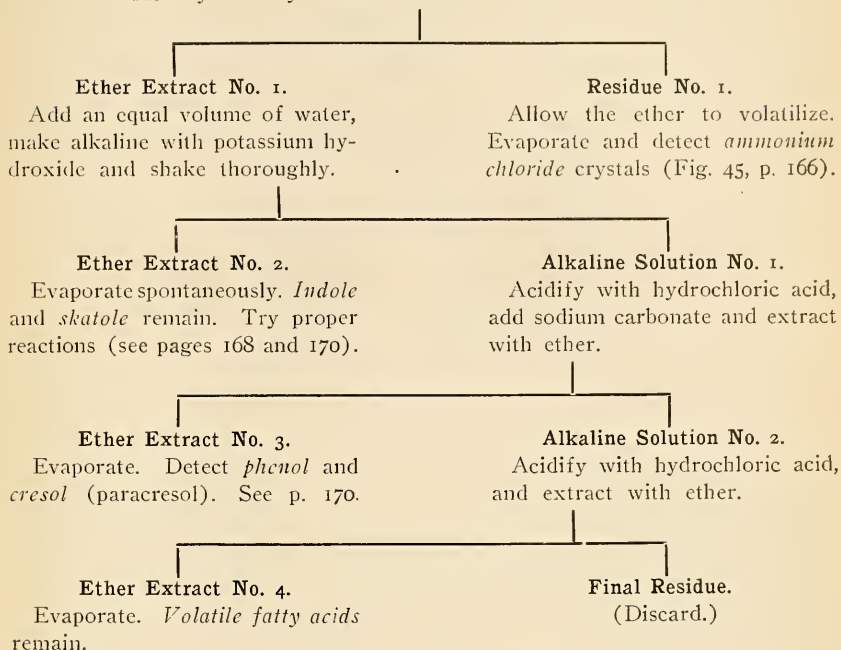 Ether Extract No. 1.
Add an equal volume of water,
make alkaline with potassium hy-
droxide and shake thoroughly.
Residue No. 1.
Allow the ether to volatilize.
Evaporate and detect ammonium
chloride crystals (Fig. 45, p. 166).
Ether Extract No. 2.
Evaporate spontaneously. Indole
and skatole remain. Try proper
reactions (see pages 168 and 170).
Alkaline Solution No. 1.
Acidify with hydrochloric acid,
add sodium carbonate and extract
with ether.
Ether Extract No. 3.
Evaporate. Detect phenol and
cresol (paracresol). See p. 170.
Alkaline Solution No. 2.
Acidify with hydrochloric acid,
and extract with ether.
Ether Extract No. 4.
Evaporate. Volatile fatty acids
remain.
Final Residue.
(Discard.)